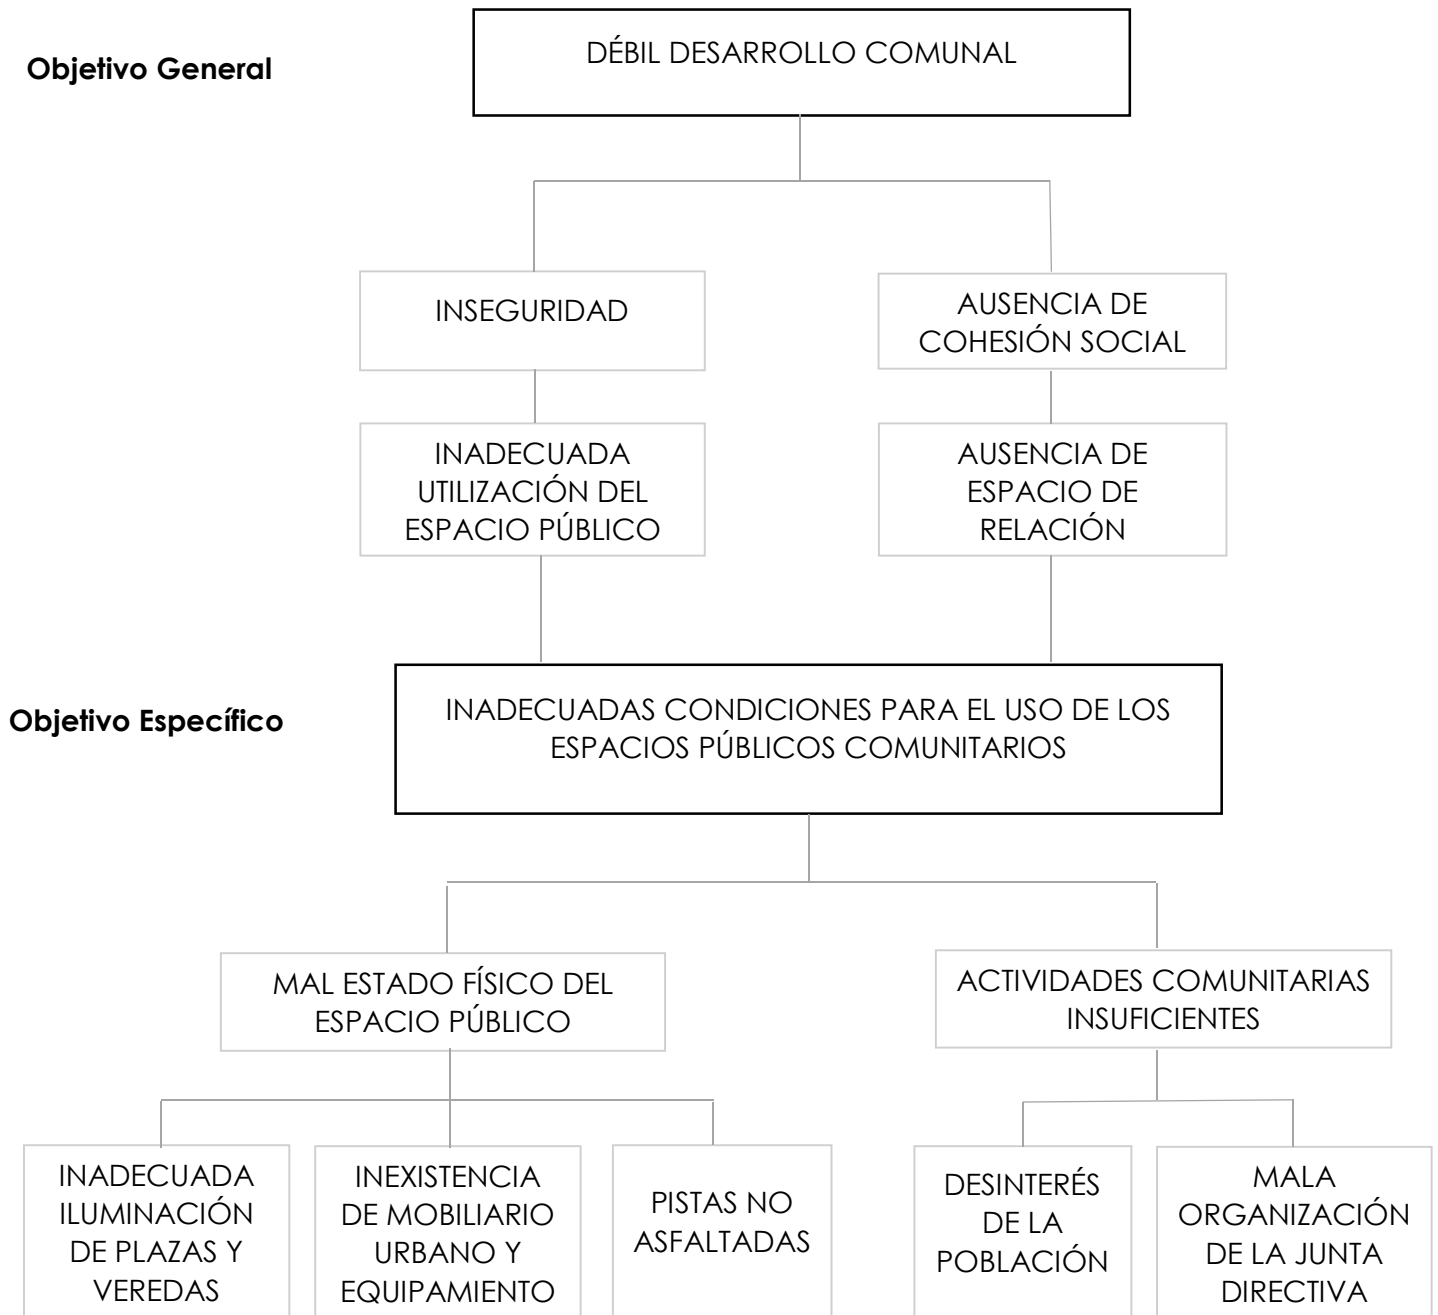 Objetivo General
DÉBIL DESARROLLO COMUNAL
INSEGURIDAD
AUSENCIA DE
COHESIÓN SOCIAL
INADECUADA
UTILIZACIÓN DEL
ESPACIO PÚBLICO
AUSENCIA DE
ESPACIO DE
RELACIÓN
Objetivo Específico
INADECUADAS CONDICIONES PARA EL USO DE LOS
ESPACIOS PÚBLICOS COMUNITARIOS
MAL ESTADO FÍSICO DEL
ESPACIO PÚBLICO
ACTIVIDADES COMUNITARIAS
INSUFICIENTES
INADECUADA
ILUMINACIÓN
DE PLAZAS Y
VEREDAS
INEXISTENCIA
DE MOBILIARIO
URBANO Y
EQUIPAMIENTO
PISTAS NO
ASFALTADAS
DESINTERÉS
DE LA
POBLACIÓN
MALA
ORGANIZACIÓN
DE LA JUNTA
DIRECTIVA